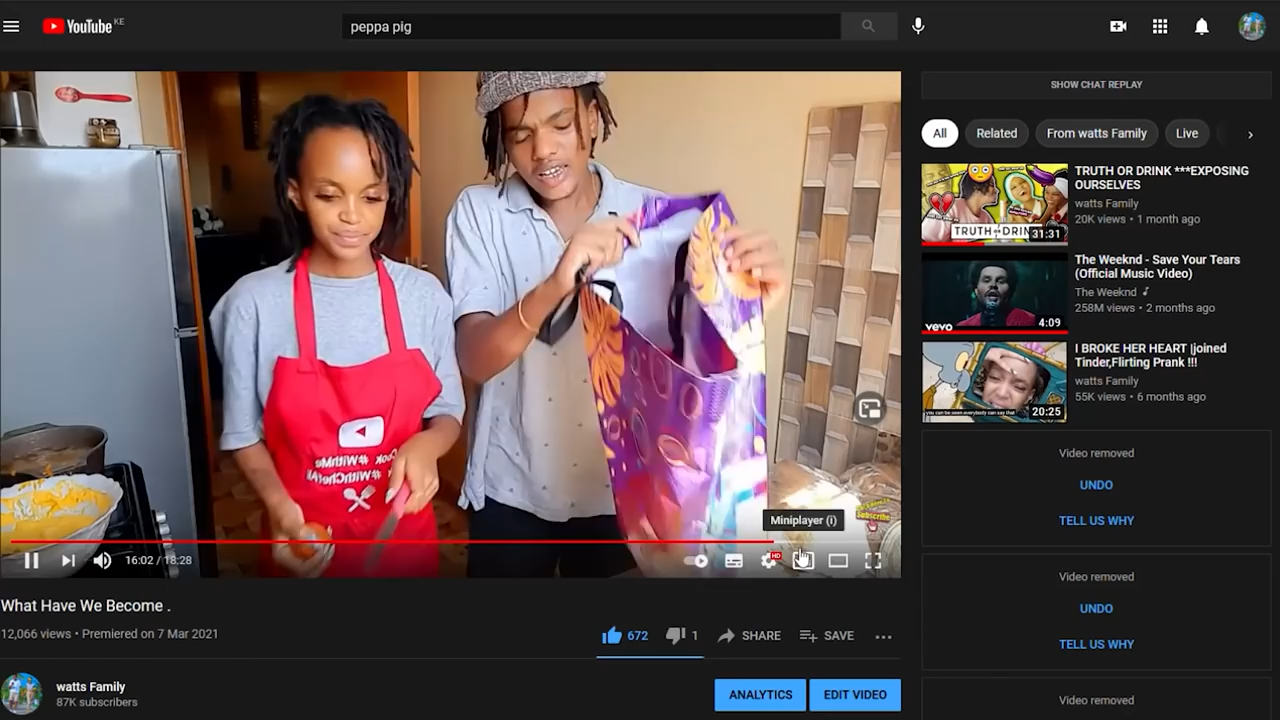 YouTube KE
peppa pig
SHOW CHAT REPLAY
All
Related
From watts Family
Live
TRUTH OR DRINK ***EXPOSING
OURSELVES
watts Family
20K views • 1 month ago
31:31
The Weeknd - Save Your Tears
(Official Music Video)
The Weeknd
258M views • 2 months ago
vevo
4:09
I BROKE HER HEART |joined
Tinder,Flirting Prank !!!
watts Family
55K views • 6 months ago
20:25
Video removed
UNDO
TELL US WHY
Video removed
UNDO
TELL US WHY
Video removed
Cook #WithMe
#WithCherAl
Subscribe
Miniplayer (i)
16:02 / 18:28
HD
What Have We Become .
12,066 views • Premiered on 7 Mar 2021
672
1
SHARE
SAVE
watts Family
87K subscribers
ANALYTICS
EDIT VIDEO